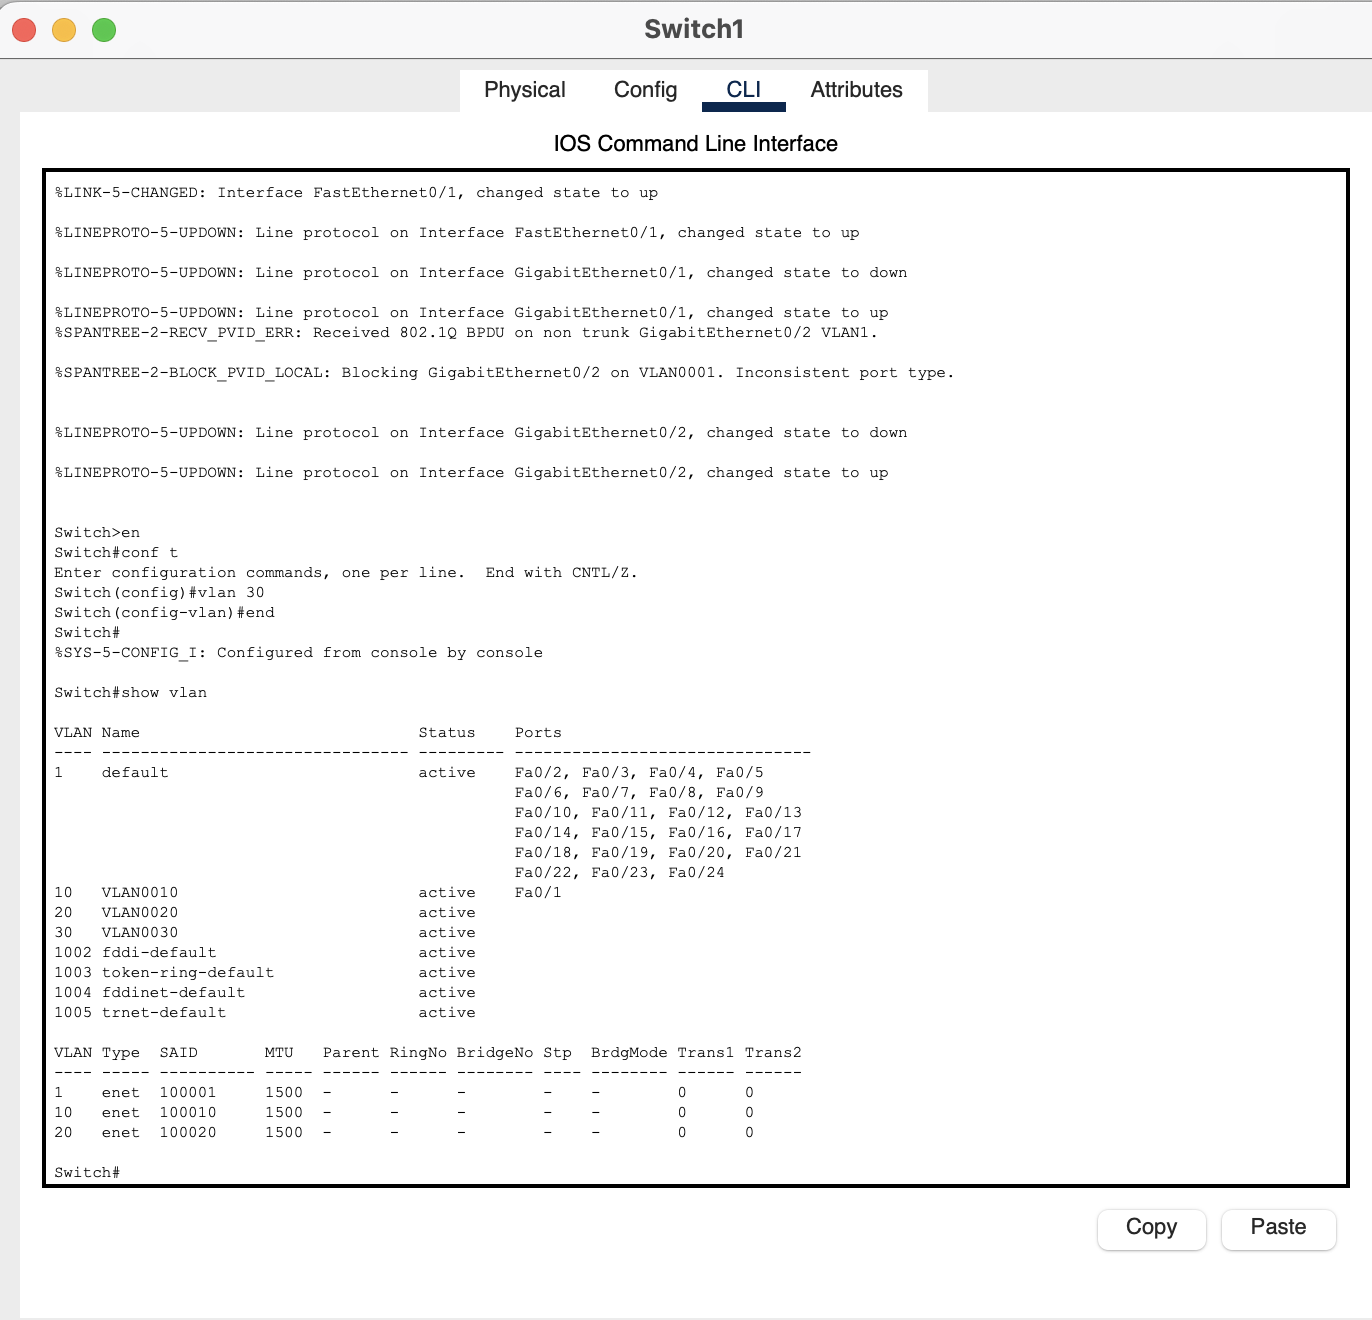 Switch1
Physical Config CLI Attributes
IOS Command Line Interface
%LINK-5-CHANGED: Interface FastEthernet0/1, changed state to up
%LINEPROTO-5-UPDOWN: Line protocol on Interface FastEthernet0/1, changed state to up
%LINEPROTO-5-UPDOWN: Line protocol on Interface GigabitEthernet0/1, changed state to down
%LINEPROTO-5-UPDOWN: Line protocol on Interface GigabitEthernet0/1, changed state to up
%SPANTREE-2-RECV_PVID_ERR: Received 802.1Q BPDU on non trunk GigabitEthernet0/2 VLAN1.
%SPANTREE-2-BLOCK_PVID_LOCAL: Blocking GigabitEthernet0/2 on VLAN0001. Inconsistent port type.
%LINEPROTO-5-UPDOWN: Line protocol on Interface GigabitEthernet0/2, changed state to down
%LINEPROTO-5-UPDOWN: Line protocol on Interface GigabitEthernet0/2, changed state to up
Switch>en
Switch#conf t
Enter configuration commands, one per line.  End with CNTL/Z.
Switch(config)#vlan 30
Switch(config-vlan)#end
Switch#
%SYS-5-CONFIG_I: Configured from console by console
Switch#show vlan
VLAN Name                             Status    Ports
---- -------------------------------- --------- -------------------------------
1    default                          active    Fa0/2, Fa0/3, Fa0/4, Fa0/5
                                                Fa0/6, Fa0/7, Fa0/8, Fa0/9
                                                Fa0/10, Fa0/11, Fa0/12, Fa0/13
                                                Fa0/14, Fa0/15, Fa0/16, Fa0/17
                                                Fa0/18, Fa0/19, Fa0/20, Fa0/21
                                                Fa0/22, Fa0/23, Fa0/24
10   VLAN0010                         active    Fa0/1
20   VLAN0020                         active
30   VLAN0030                         active
1002 fddi-default                     active
1003 token-ring-default               active
1004 fddinet-default                  active
1005 trnet-default                    active
VLAN Type  SAID       MTU   Parent RingNo BridgeNo Stp  BrdgMode Trans1 Trans2
---- ----- ---------- ----- ------ ------ -------- ---- -------- ------ ------
1    enet  100001     1500  -      -      -        -    -        0      0
10   enet  100010     1500  -      -      -        -    -        0      0
20   enet  100020     1500  -      -      -        -    -        0      0
Switch#
Copy Paste